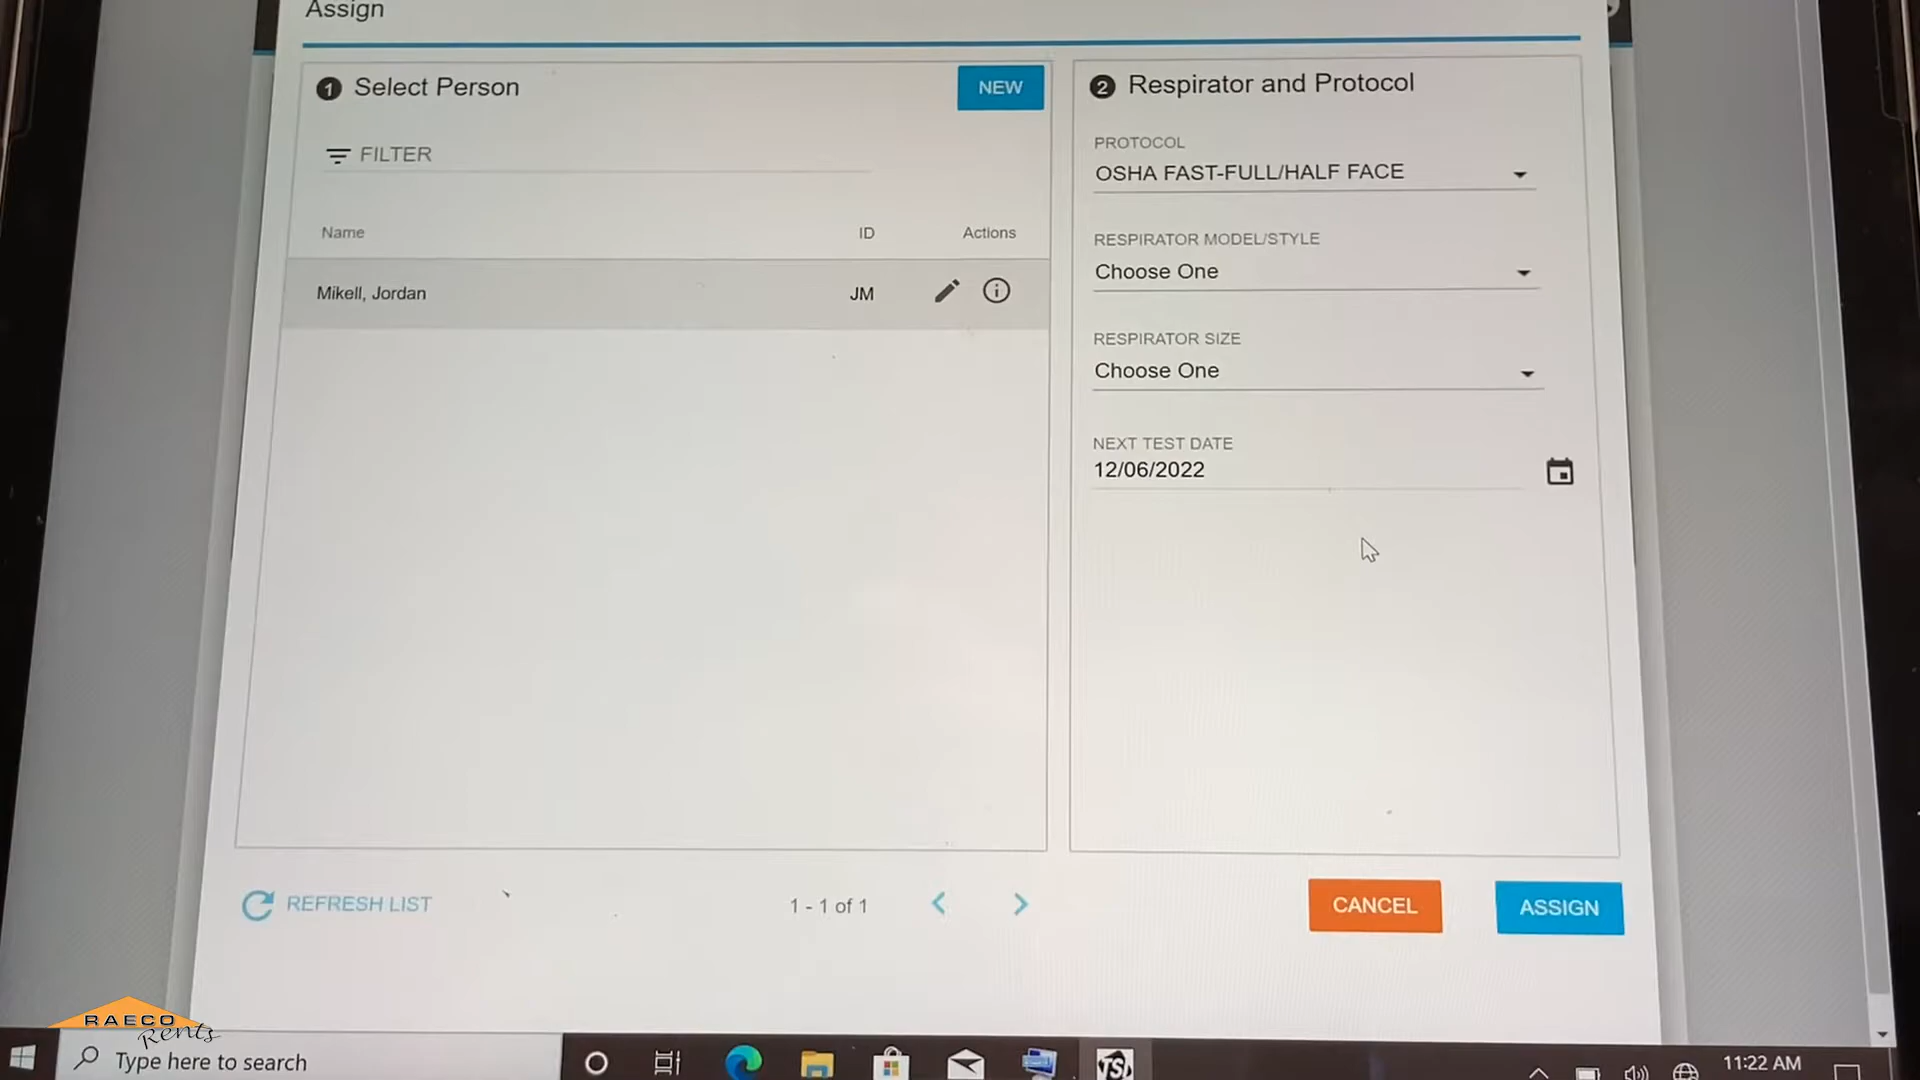 Assign
1 Select Person
NEW
FILTER
Name ID Actions
Mikell, Jordan JM
2 Respirator and Protocol
PROTOCOL
OSHA FAST-FULL/HALF FACE
RESPIRATOR MODEL/STYLE
Choose One
RESPIRATOR SIZE
Choose One
NEXT TEST DATE
12/06/2022
REFRESH LIST
1 - 1 of 1
CANCEL
ASSIGN
RAECO
Rents
Type here to search
TSI
11:22 AM